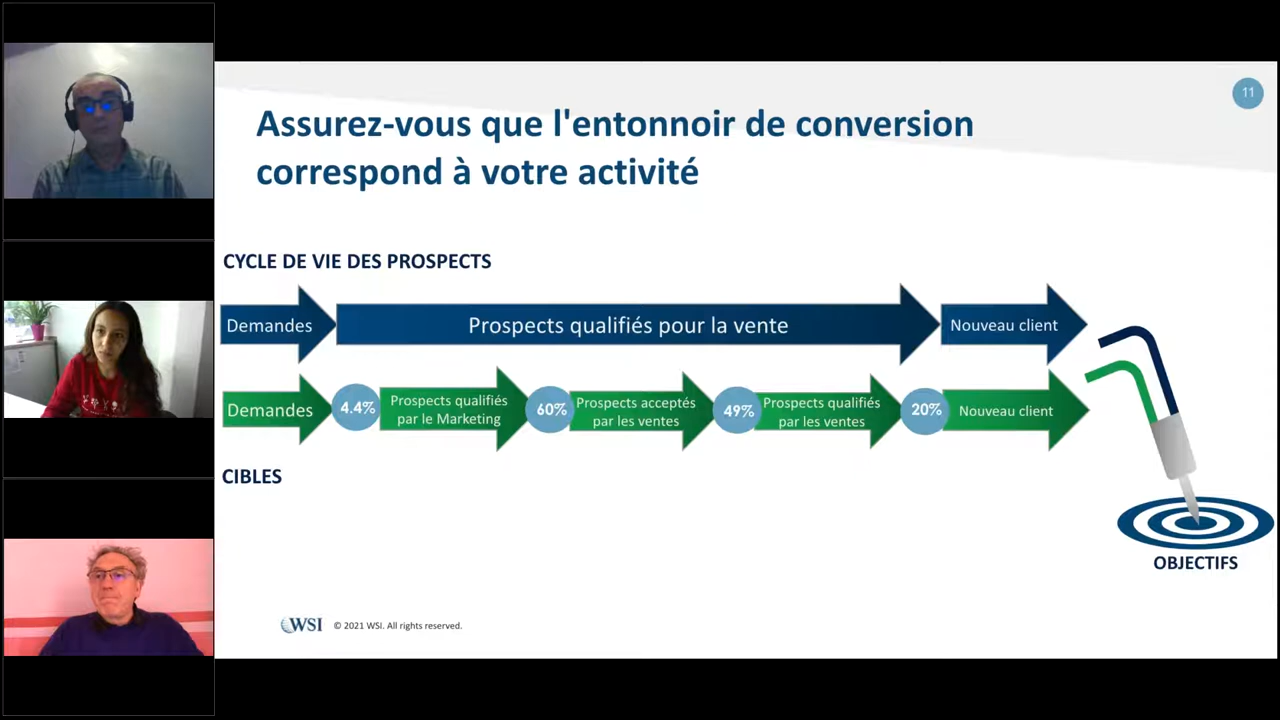 11
Assurez-vous que l'entonnoir de conversion
correspond à votre activité
CYCLE DE VIE DES PROSPECTS
Demandes
Prospects qualifiés pour la vente
Nouveau client
Demandes
4.4%
Prospects qualifiés
par le Marketing
60%
Prospects acceptés
par les ventes
49%
Prospects qualifiés
par les ventes
20%
Nouveau client
CIBLES
OBJECTIFS
WSI
© 2021 WSI. All rights reserved.